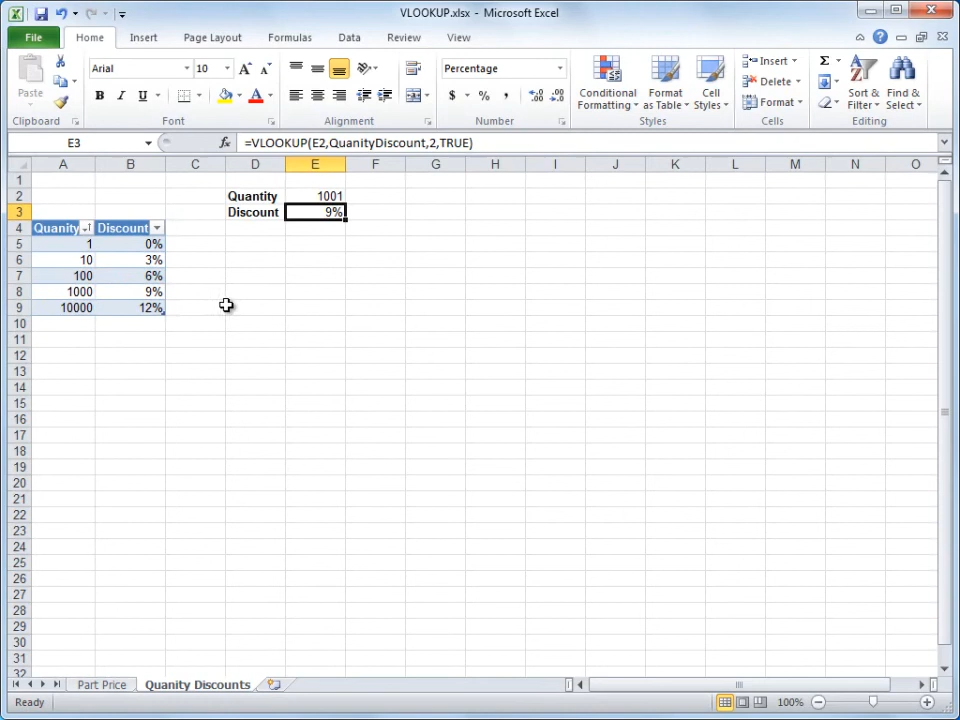 VLOOKUP.xlsx - Microsoft Excel
File Home Insert Page Layout Formulas Data Review View
Paste Arial 10 Percentage Conditional Formatting Format as Table Cell Styles Insert Delete Format Sort & Filter Find & Select
Clipboard Font Alignment Number Styles Cells Editing
E3 fx =VLOOKUP(E2,QuanityDiscount,2,TRUE)
A B C D E F G H I J K L M N O
1
2 Quantity 1001
3 Discount 9%
4 Quanity Discount
5 1 0%
6 10 3%
7 100 6%
8 1000 9%
9 10000 12%
10
11
12
13
14
15
16
17
18
19
20
21
22
23
24
25
26
27
28
29
30
31
32
Part Price Quanity Discounts
Ready 100%